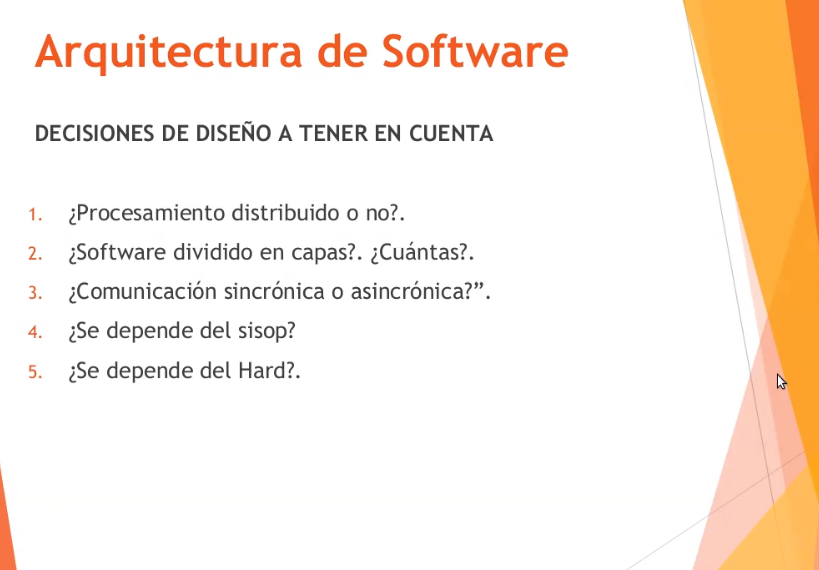 Arquitectura de Software
DECISIONES DE DISEÑO A TENER EN CUENTA
1. ¿Procesamiento distribuido o no?.
2. ¿Software dividido en capas?. ¿Cuántas?.
3. ¿Comunicación sincrónica o asincrónica?”.
4. ¿Se depende del sisop?
5. ¿Se depende del Hard?.